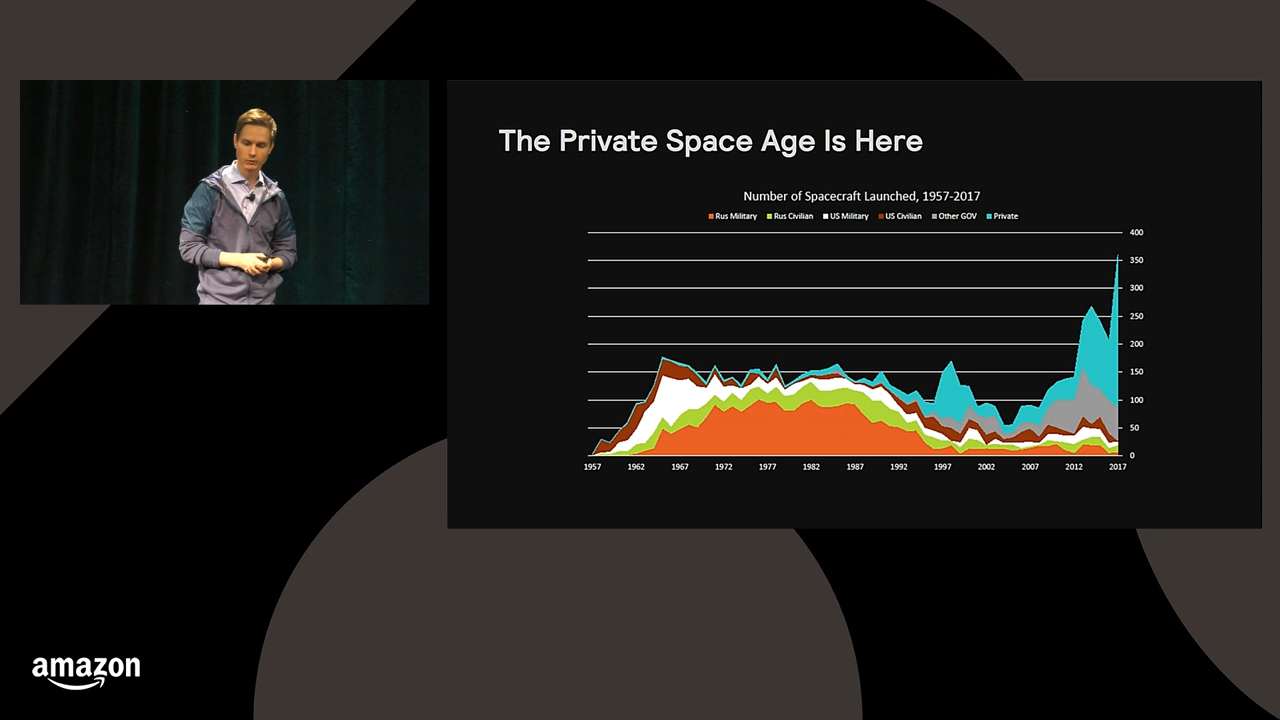 The Private Space Age Is Here
Number of Spacecraft Launched, 1957-2017
Rus Military Rus Civilian US Military US Civilian Other GOV Private
400
350
300
250
200
150
100
50
0
1957 1962 1967 1972 1977 1982 1987 1992 1997 2002 2007 2012 2017
amazon